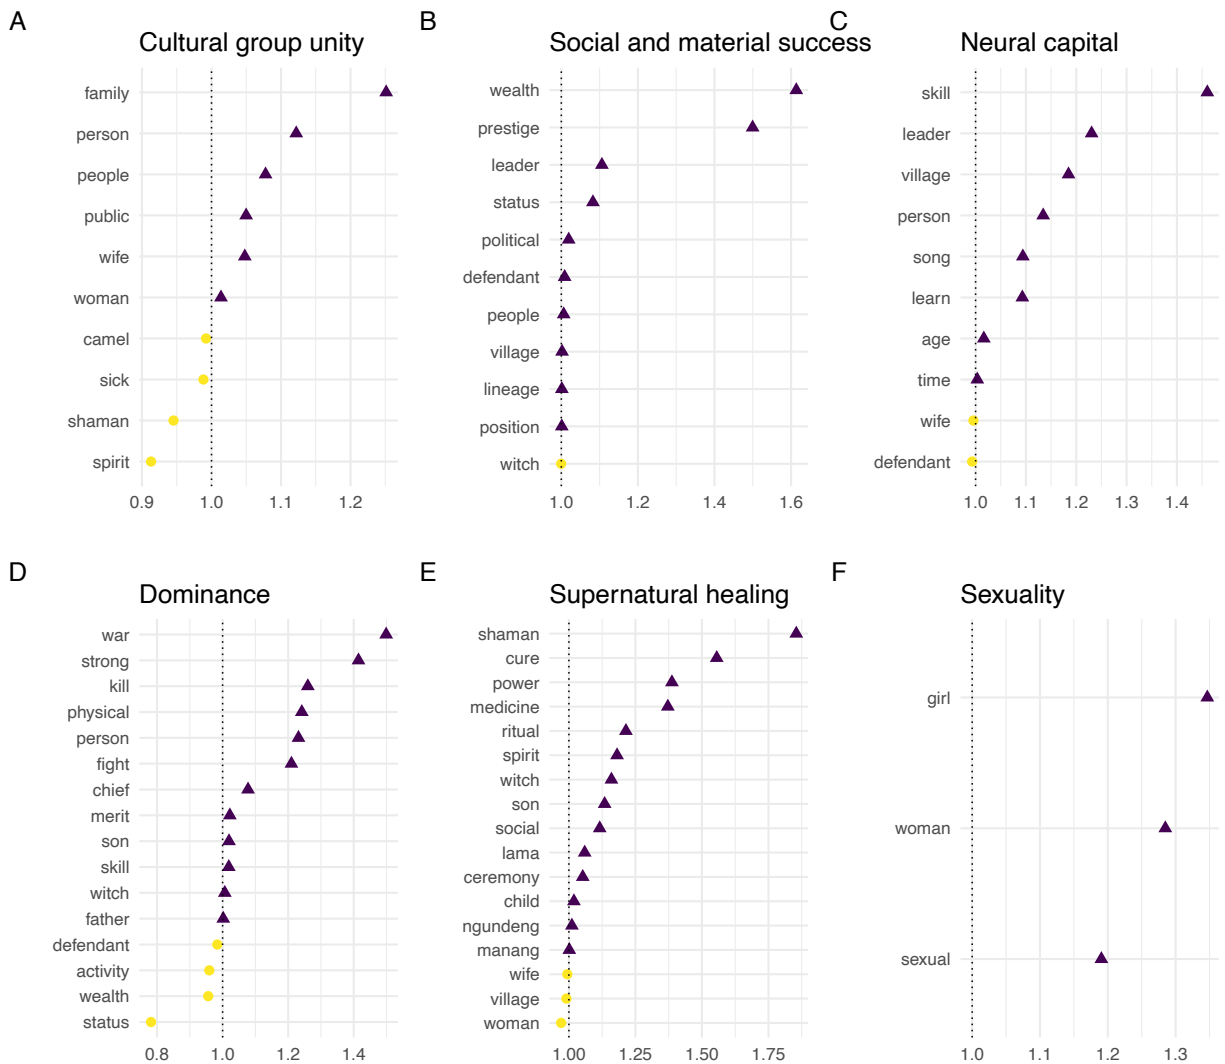 A
Cultural group unity
family
person
people
public
wife
woman
camel
sick
shaman
spirit
0.9 1.0 1.1 1.2
B
Social and material success
wealth
prestige
leader
status
political
defendant
people
village
lineage
position
witch
1.0 1.2 1.4 1.6
C
Neural capital
skill
leader
village
person
song
learn
age
time
wife
defendant
1.0 1.1 1.2 1.3 1.4
D
Dominance
war
strong
kill
physical
person
fight
chief
merit
son
skill
witch
father
defendant
activity
wealth
status
0.8 1.0 1.2 1.4
E
Supernatural healing
shaman
cure
power
medicine
ritual
spirit
witch
son
social
lama
ceremony
child
ngundeng
manang
wife
village
woman
1.00 1.25 1.50 1.75
F
Sexuality
girl
woman
sexual
1.0 1.1 1.2 1.3